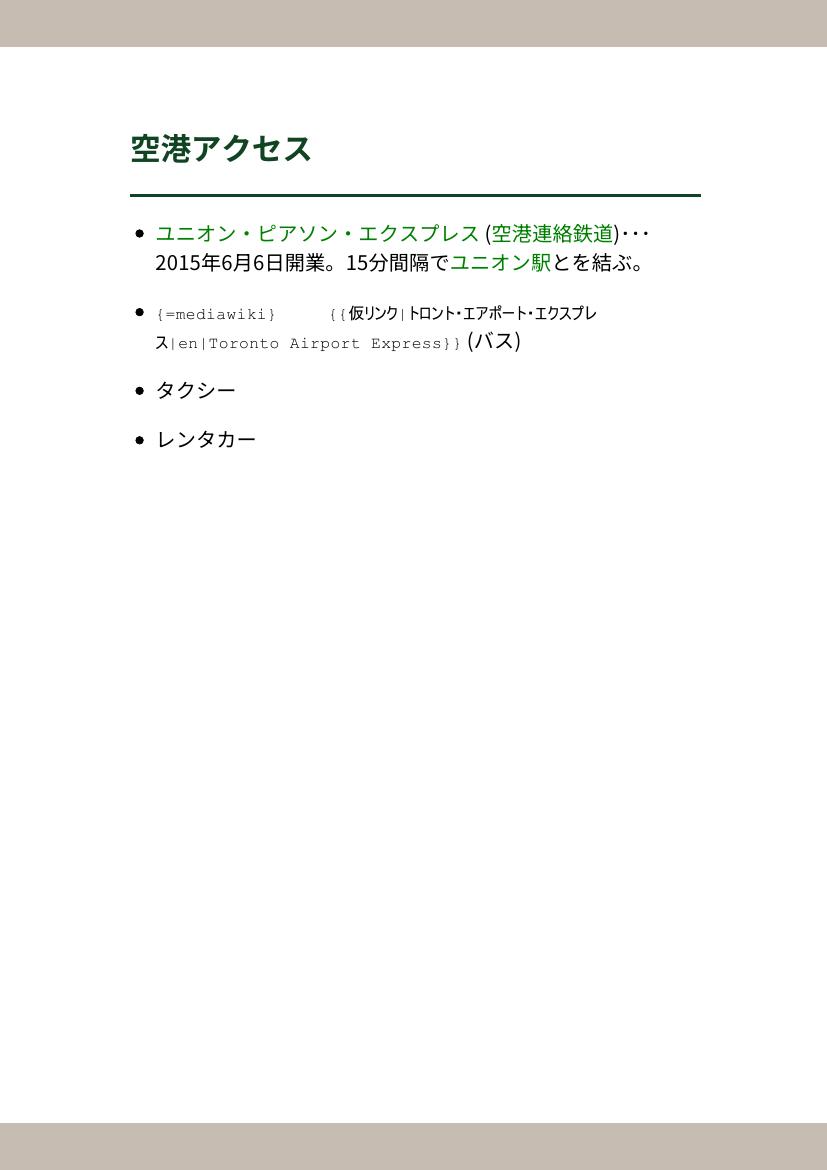 空港アクセス
ユニオン・ピアソン・エクスプレス (空港連絡鉄道)･･･
2015年6月6日開業。15分間隔でユニオン駅とを結ぶ。
{=mediawiki} {{仮リンク|トロント・エアポート・エクスプレ
ス|en|Toronto Airport Express}} (バス)
タクシー
レンタカー